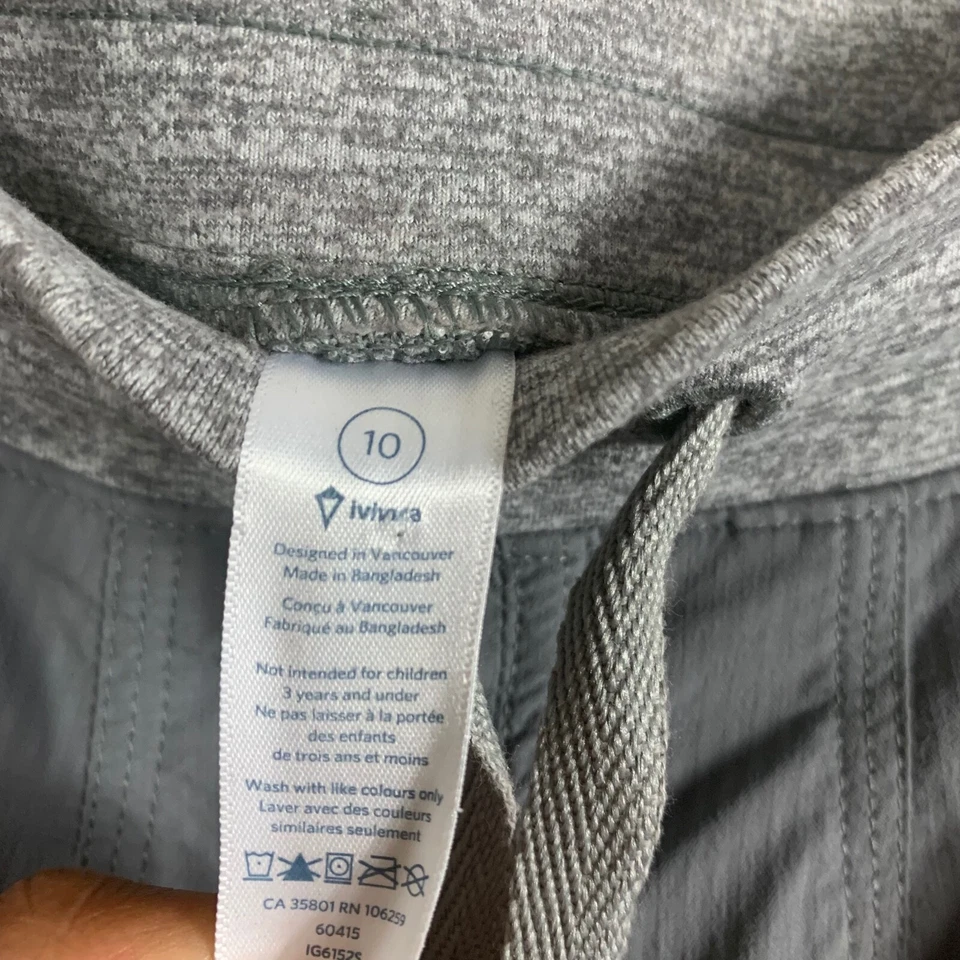 10
ivivva
Designed in Vancouver
Made in Bangladesh
Conçu à Vancouver
Fabriqué au Bangladesh
Not intended for children
3 years and under
Ne pas laisser à la portée
des enfants
de trois ans et moins
Wash with like colours only
Laver avec des couleurs
similaires seulement
CA 35801 RN 106259
60415
IG6152S